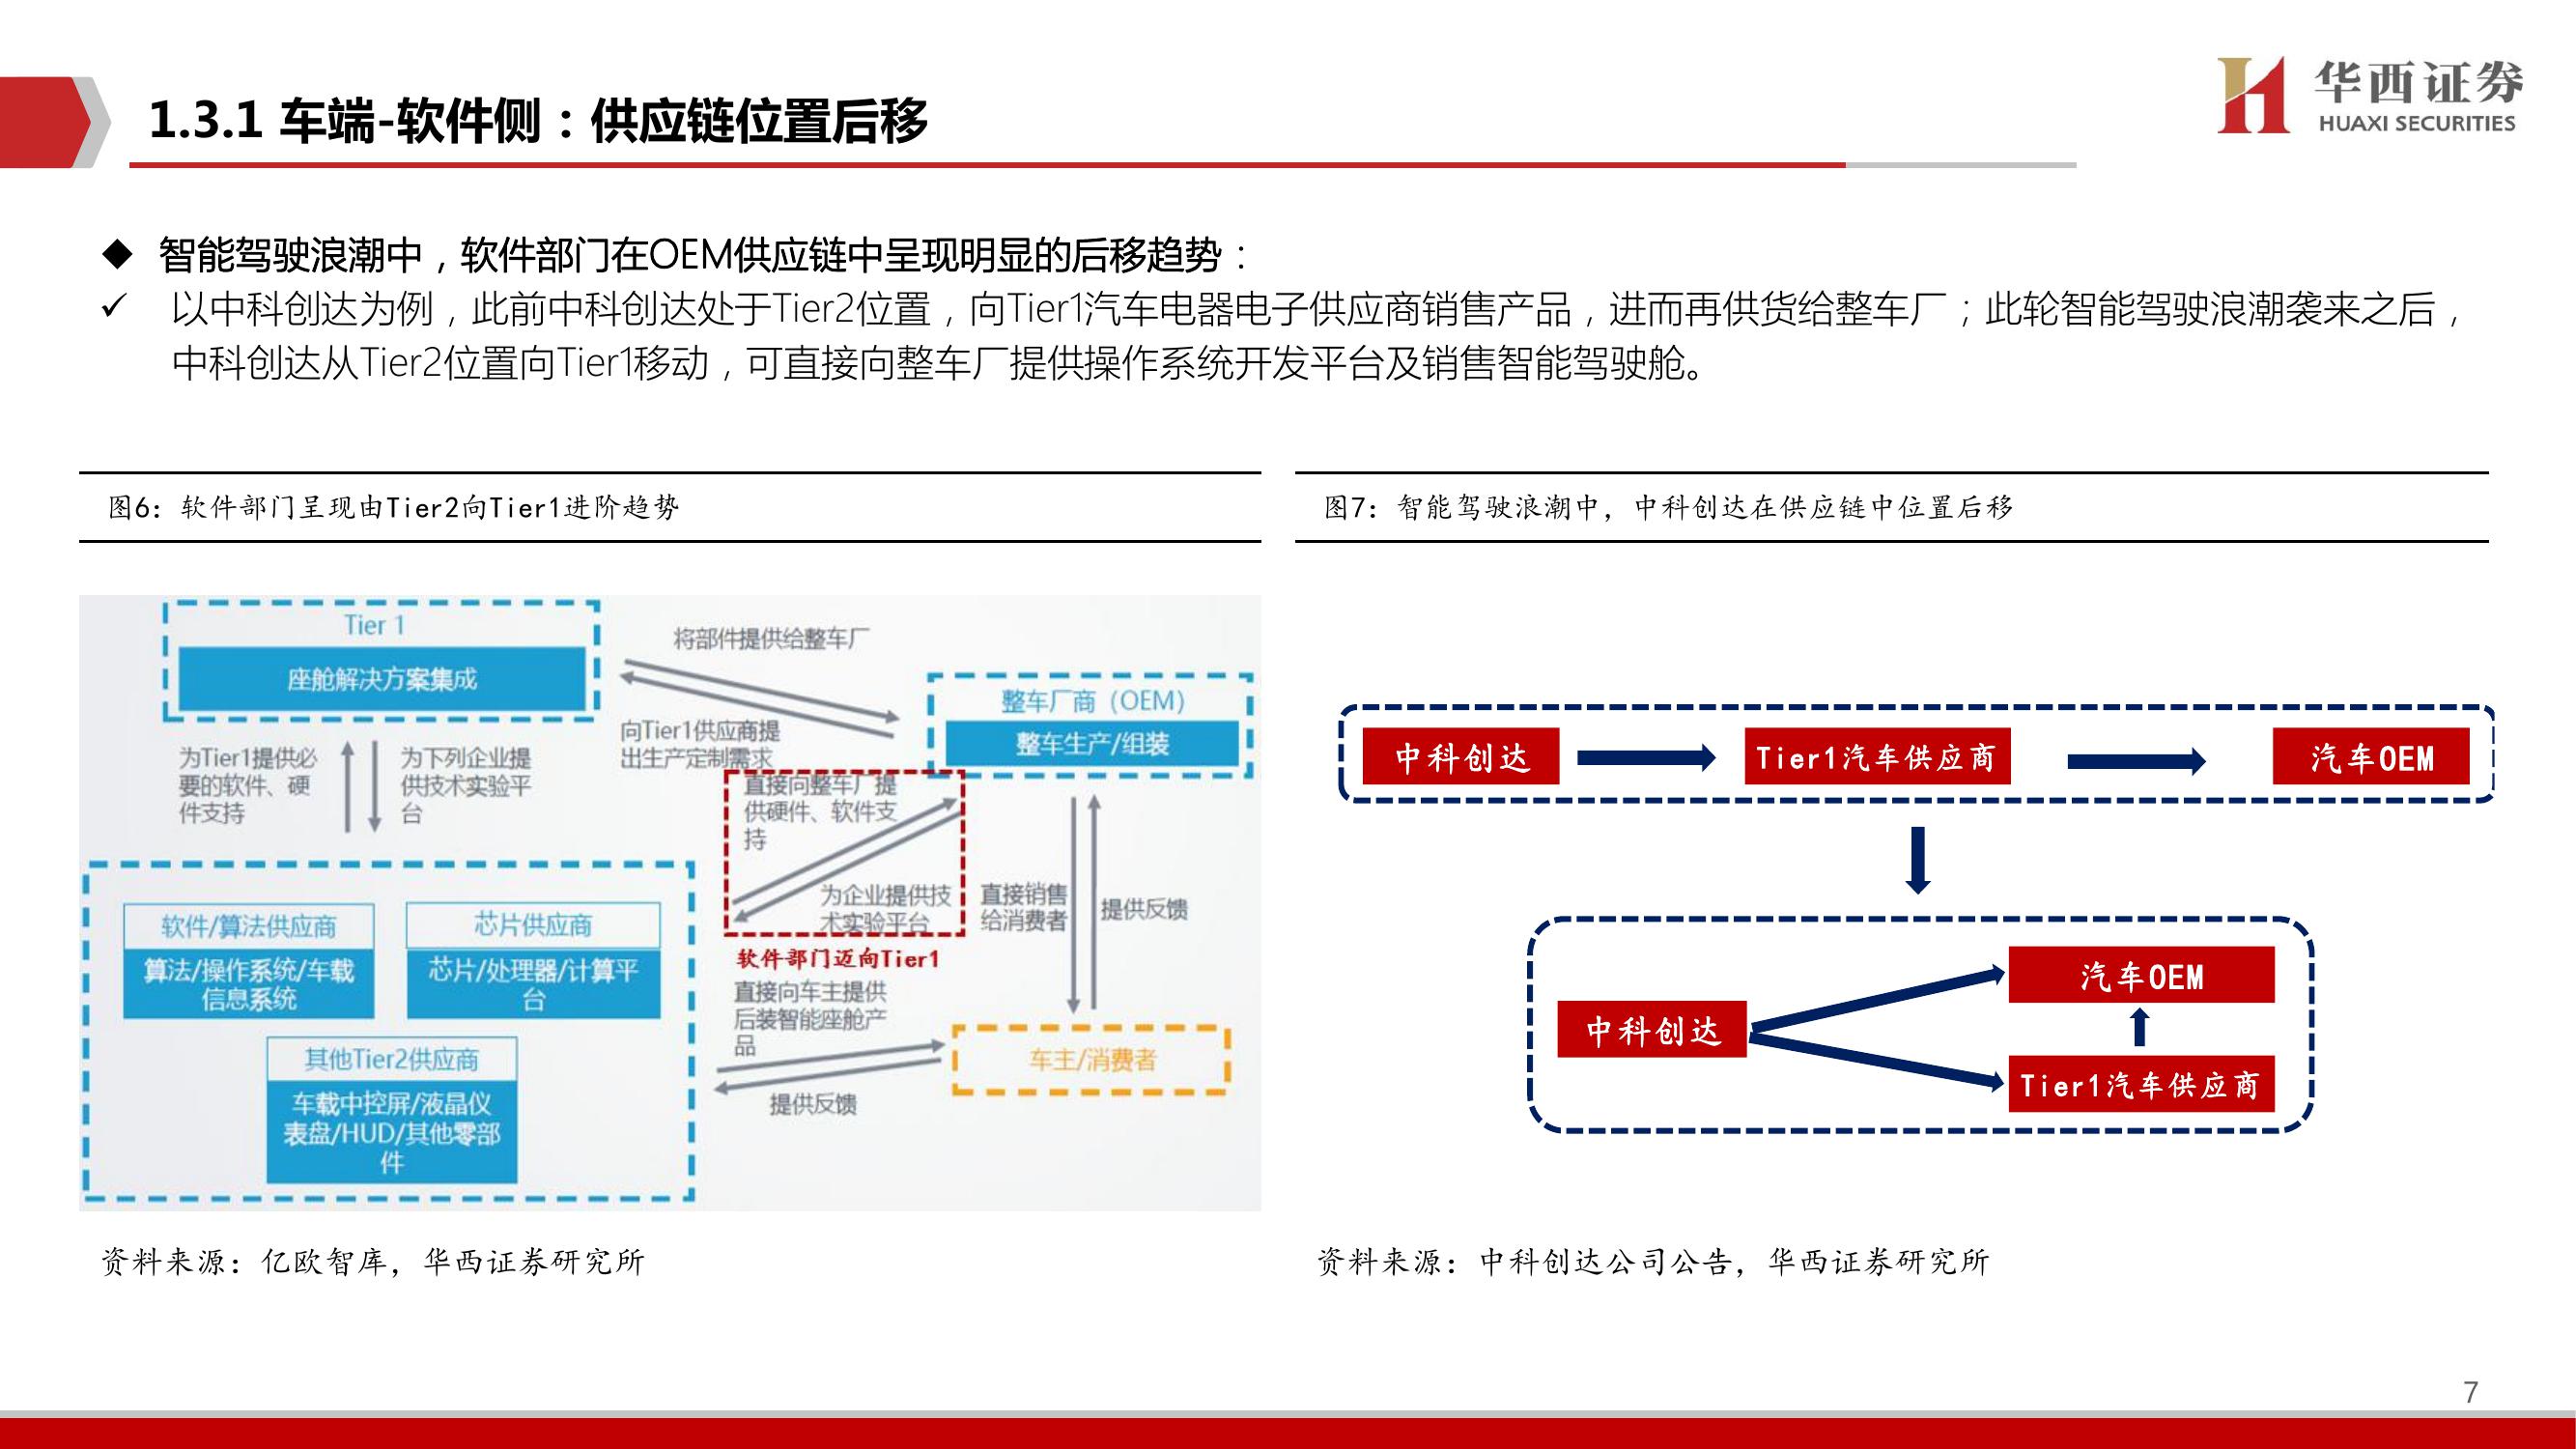 1.3.1 车端-软件侧：供应链位置后移
华西证券
HUAXI SECURITIES
智能驾驶浪潮中，软件部门在OEM供应链中呈现明显的后移趋势：
以中科创达为例，此前中科创达处于Tier2位置，向Tier1汽车电器电子供应商销售产品，进而再供货给整车厂；此轮智能驾驶浪潮袭来之后，
中科创达从Tier2位置向Tier1移动，可直接向整车厂提供操作系统开发平台及销售智能驾驶舱。
图6：软件部门呈现由Tier2向Tier1进阶趋势
Tier 1
座舱解决方案集成
将部件提供给整车厂
向Tier1供应商提
出生产定制需求
整车厂商（OEM）
整车生产/组装
为Tier1提供必
要的软件、硬
件支持
为下列企业提
供技术实验平
台
直接向整车厂提
供硬件、软件支
持
为企业提供技
术实验平台
直接销售
给消费者
提供反馈
软件/算法供应商
算法/操作系统/车载
信息系统
芯片供应商
芯片/处理器/计算平
台
其他Tier2供应商
车载中控屏/液晶仪
表盘/HUD/其他零部
件
软件部门迈向Tier1
直接向车主提供
后装智能座舱产
品
提供反馈
车主/消费者
资料来源：亿欧智库，华西证券研究所
图7：智能驾驶浪潮中，中科创达在供应链中位置后移
中科创达
Tier1汽车供应商
汽车OEM
中科创达
汽车OEM
Tier1汽车供应商
资料来源：中科创达公司公告，华西证券研究所
7